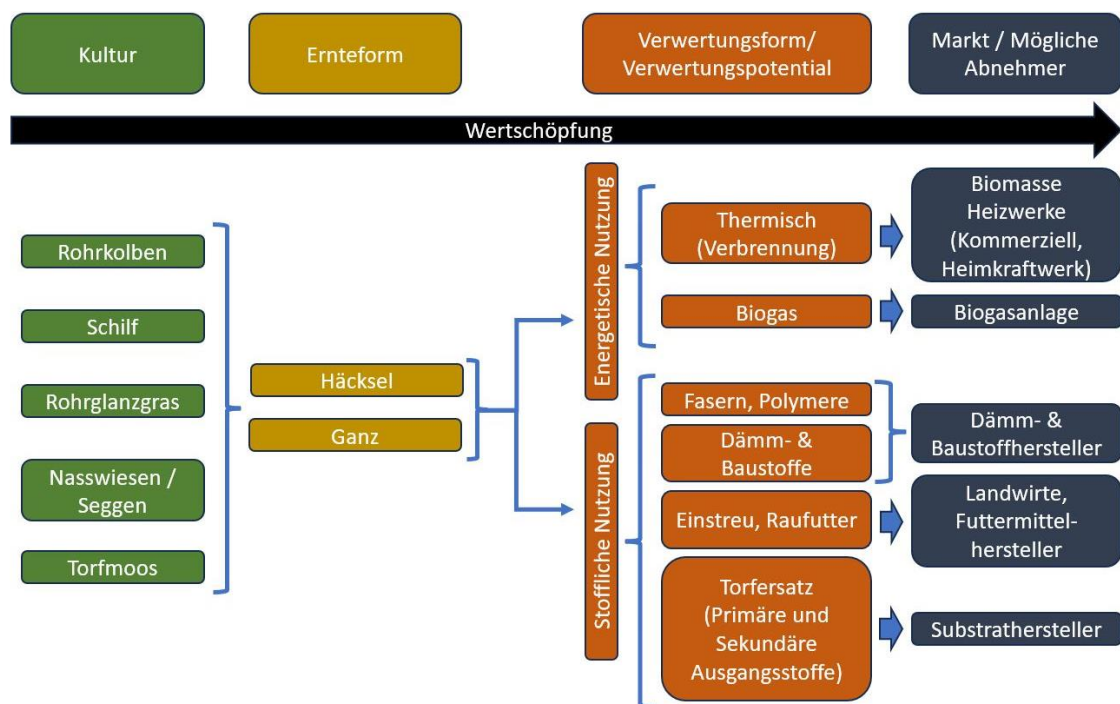 Kultur
Ernteform
Verwertungsform/
Verwertungspotential
Markt / Mögliche
Abnehmer
Wertschöpfung
Rohrkolben
Schilf
Rohrglanzgras
Nasswiesen /
Seggen
Torfmoos
Häcksel
Ganz
Energetische Nutzung
Thermisch
(Verbrennung)
Biogas
Biomasse
Heizwerke
(Kommerziell,
Heimkraftwerk)
Biogasanlage
Stoffliche Nutzung
Fasern, Polymere
Dämm- &
Baustoffe
Einstreu, Raufutter
Torfersatz
(Primäre und
Sekundäre
Ausgangsstoffe)
Dämm- &
Baustoffhersteller
Landwirte,
Futtermittel-
hersteller
Substrathersteller